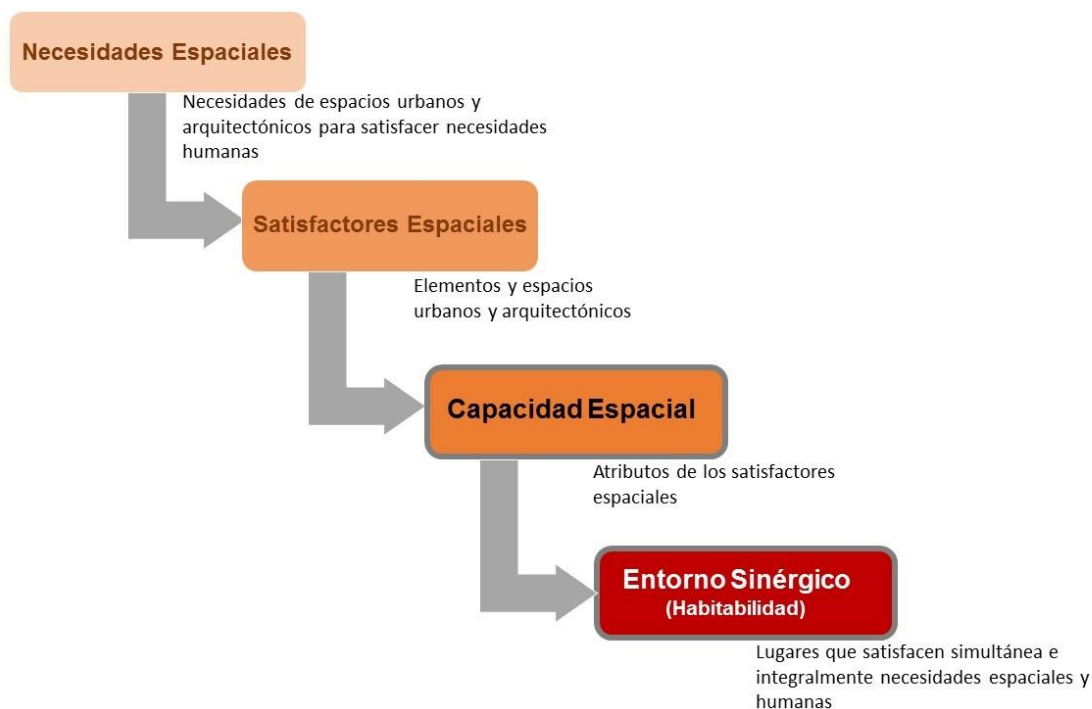 Necesidades Espaciales
Necesidades de espacios urbanos y
arquitectónicos para satisfacer necesidades
humanas
Satisfactores Espaciales
Elementos y espacios
urbanos y arquitectónicos
Capacidad Espacial
Atributos de los satisfactores
espaciales
Entorno Sinérgico
(Habitabilidad)
Lugares que satisfacen simultánea e
integralmente necesidades espaciales y
humanas